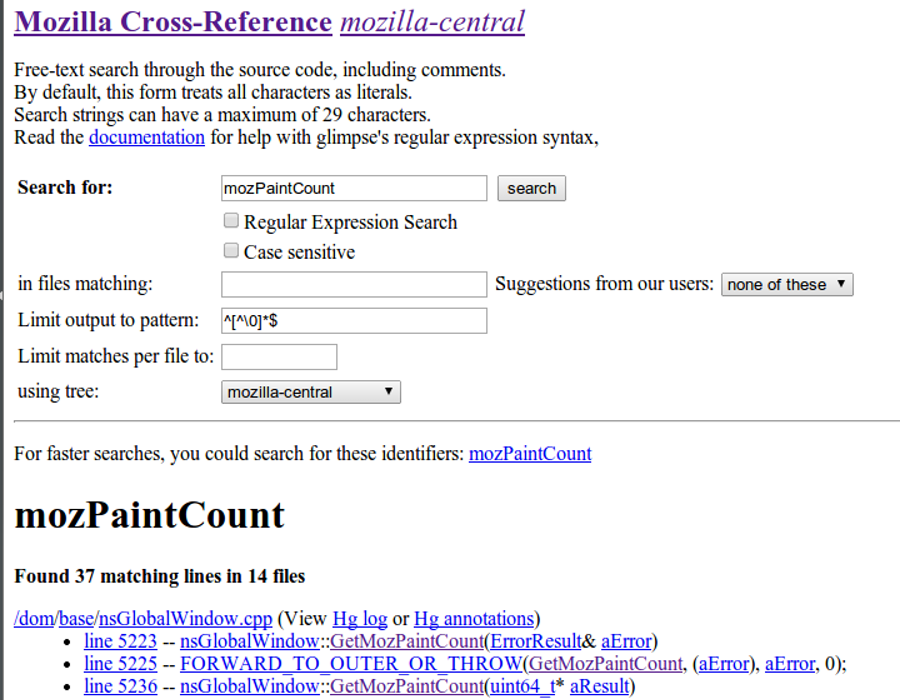 Mozilla Cross-Reference mozilla-central
Free-text search through the source code, including comments.
By default, this form treats all characters as literals.
Search strings can have a maximum of 29 characters.
Read the documentation for help with glimpse's regular expression syntax,
Search for: mozPaintCount search
Regular Expression Search
Case sensitive
in files matching: Suggestions from our users: none of these
Limit output to pattern: ^[^\0]*$
Limit matches per file to:
using tree: mozilla-central
For faster searches, you could search for these identifiers: mozPaintCount
mozPaintCount
Found 37 matching lines in 14 files
/dom/base/nsGlobalWindow.cpp (View Hg log or Hg annotations)
• line 5223 -- nsGlobalWindow::GetMozPaintCount(ErrorResult& aError)
• line 5225 -- FORWARD_TO_OUTER_OR_THROW(GetMozPaintCount, (aError), aError, 0);
• line 5236 -- nsGlobalWindow::GetMozPaintCount(uint64_t* aResult)